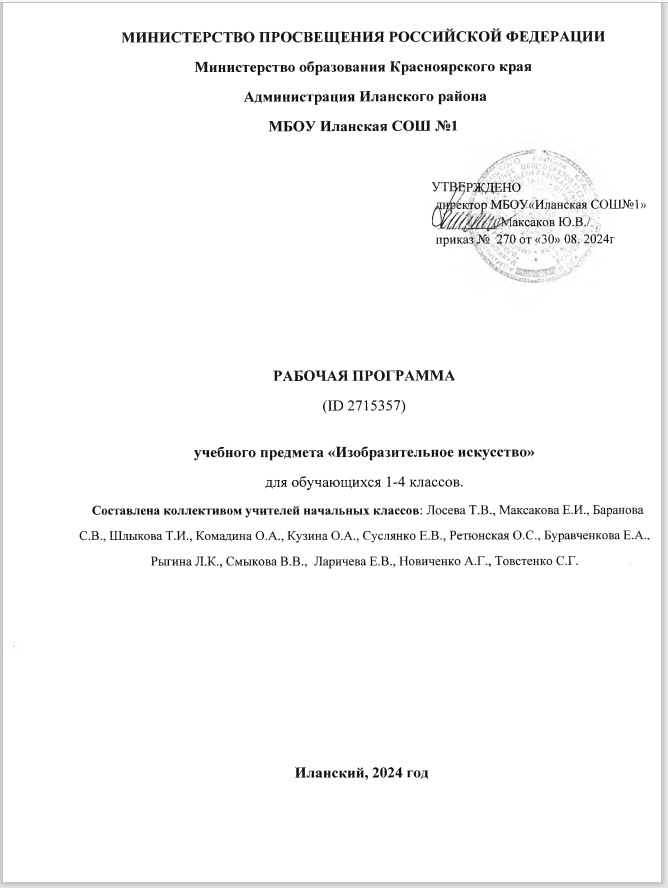 МИНИСТЕРСТВО ПРОСВЕЩЕНИЯ РОССИЙСКОЙ ФЕДЕРАЦИИ
Министерство образования Красноярского края
Администрация Иланского района
МБОУ Иланская СОШ №1
УТВЕРЖДЕНО
директор МБОУ«Иланская СОШ№1»
Максаков Ю.В./
приказ № 270 от «30» 08. 2024г
РАБОЧАЯ ПРОГРАММА
(ID 2715357)
учебного предмета «Изобразительное искусство»
для обучающихся 1-4 классов.
Составлена коллективом учителей начальных классов: Лосева Т.В., Максакова Е.И., Баранова
С.В., Шлыкова Т.И., Комадина О.А., Кузина О.А., Суслянко Е.В., Ретюнская О.С., Буравченкова Е.А.,
Рыгина Л.К., Смыкова В.В., Ларичева Е.В., Новиченко А.Г., Товстенко С.Г.
Иланский, 2024 год